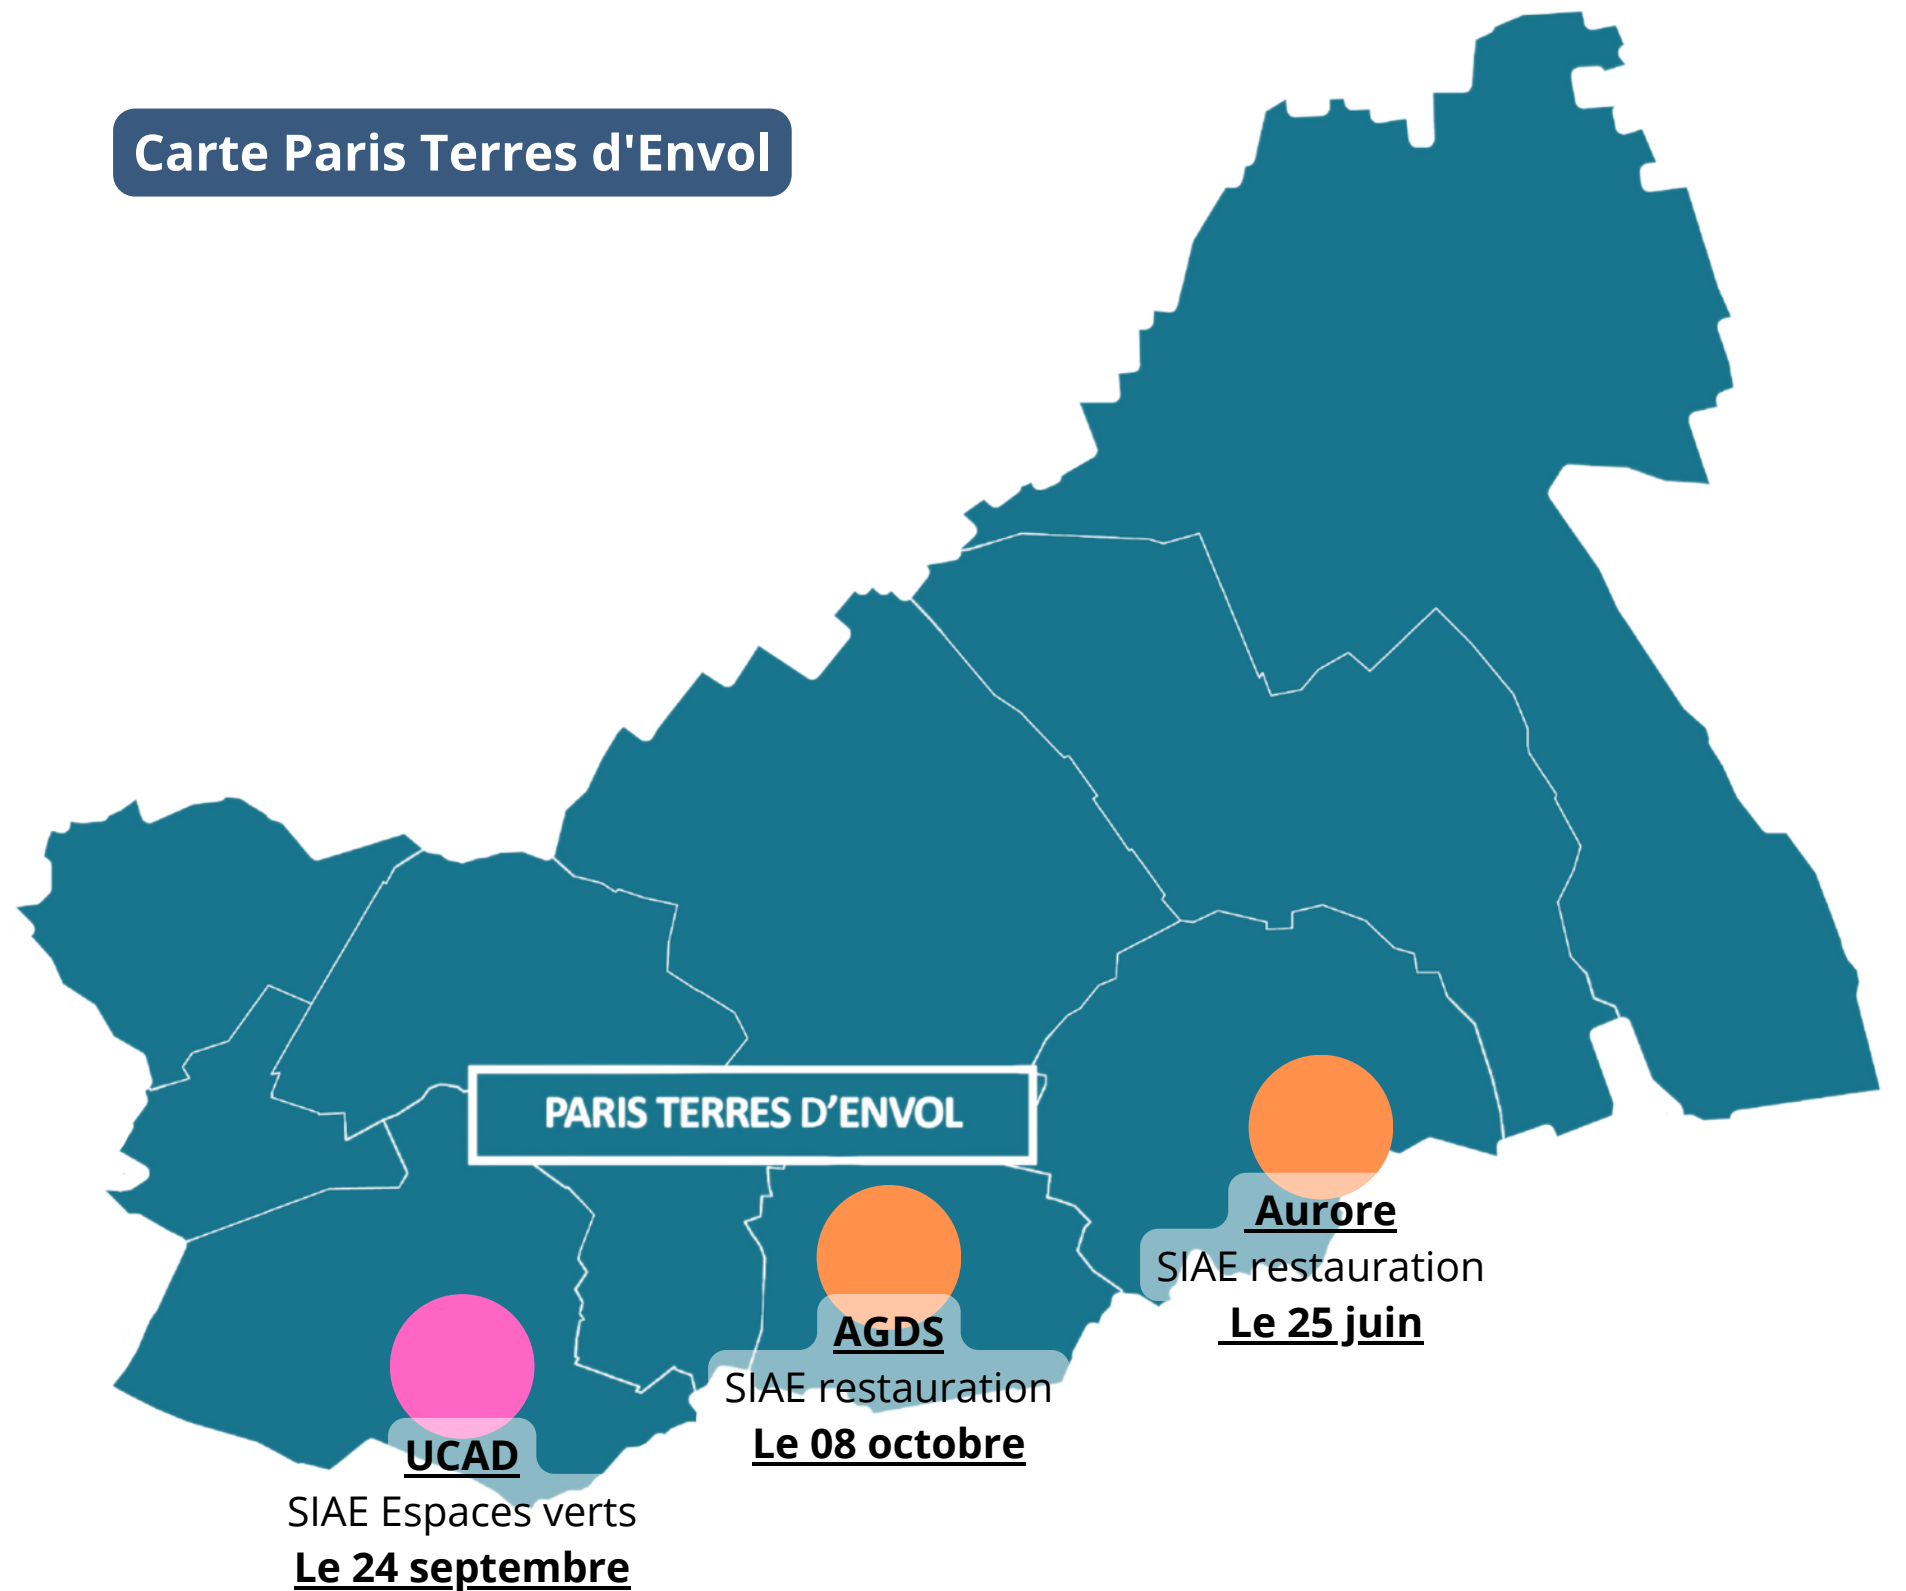 Carte Paris Terres d'Envol
PARIS TERRES D'ENVOL
Aurore
SIAE restauration
Le 25 juin
AGDS
SIAE restauration
Le 08 octobre
UCAD
SIAE Espaces verts
Le 24 septembre